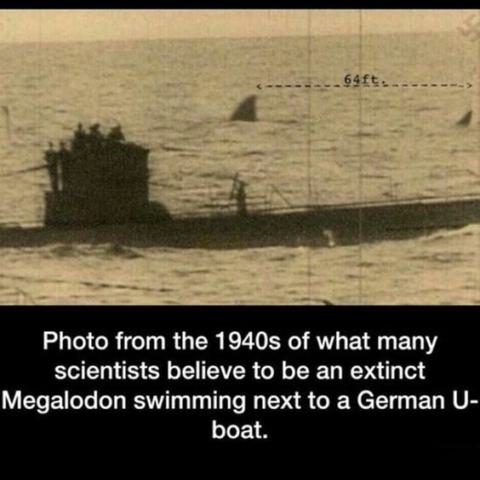 64ft.
Photo from the 1940s of what many
scientists believe to be an extinct
Megalodon swimming next to a German U-
boat.